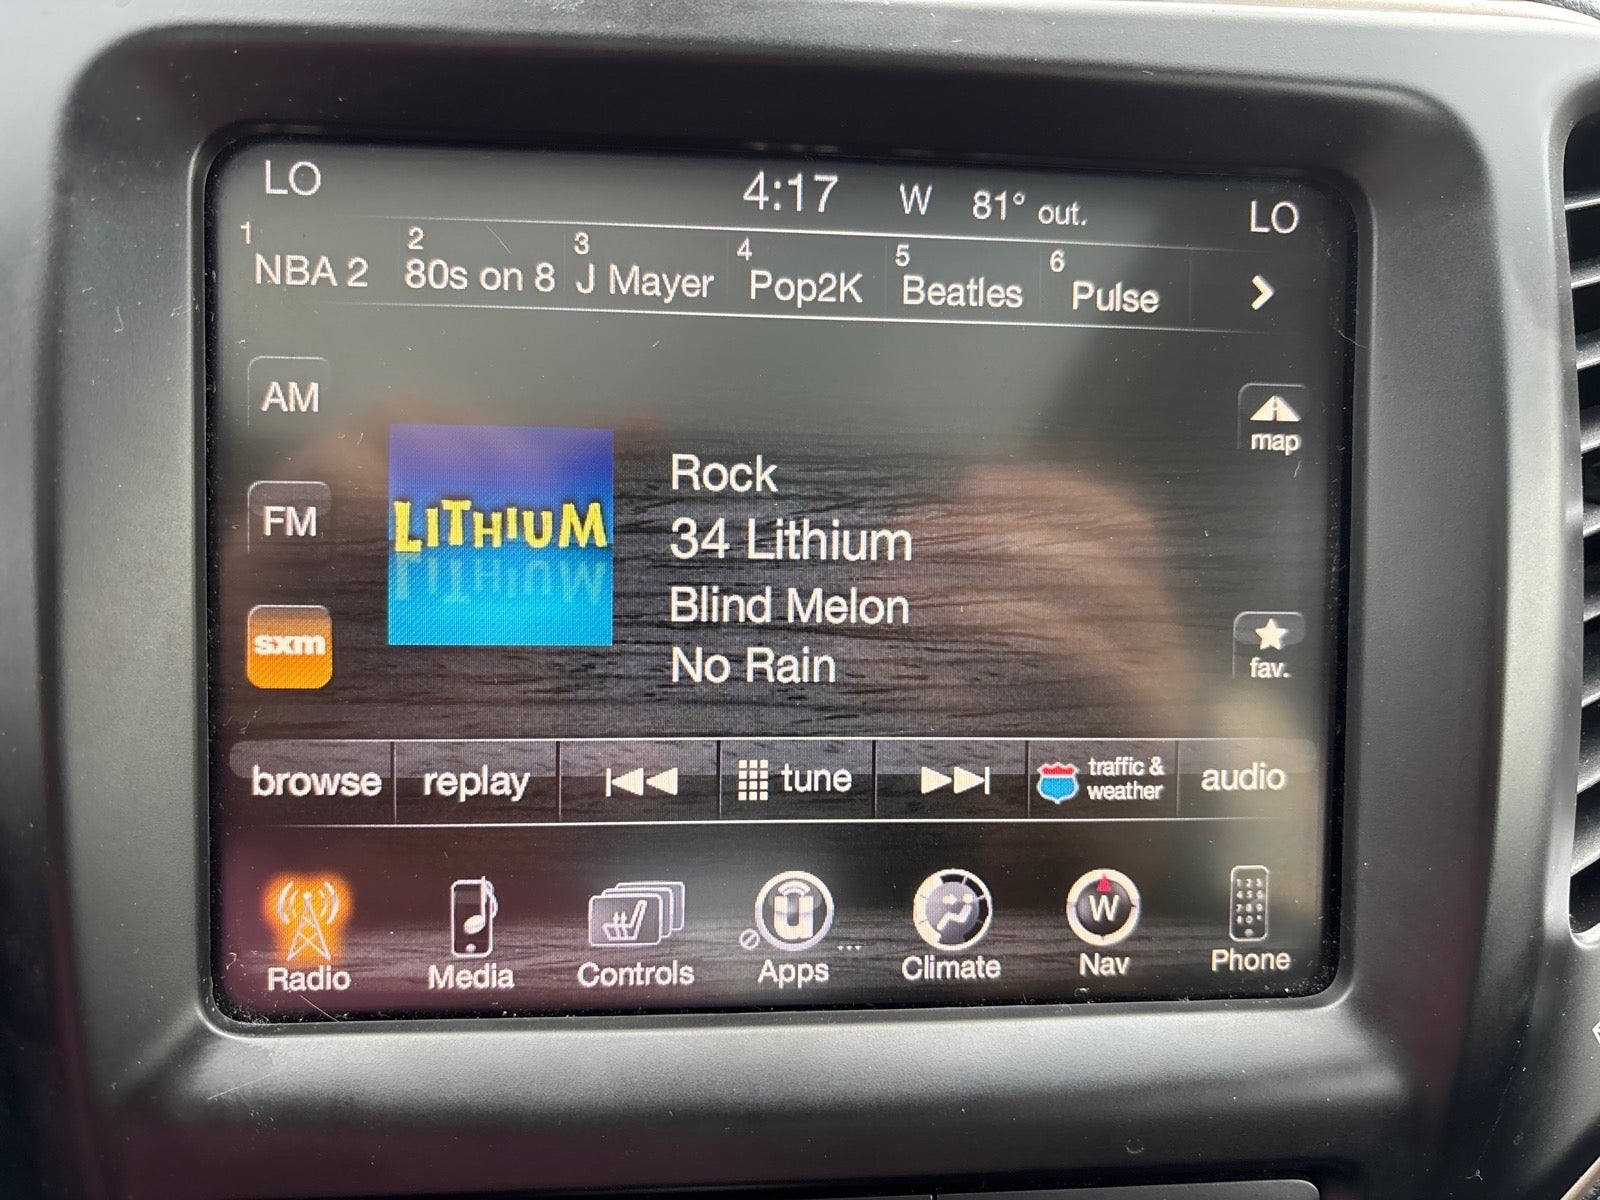 LO 4:17 W 81° out. LO
1 2 3 4 5 6
NBA 2 80s on 8 J Mayer Pop2K Beatles Pulse
AM
map
LITHIUM
Rock
FM
34 Lithium
Blind Melon
sxm
No Rain
fav.
browse replay tune traffic & weather audio
W
Radio Media Controls Apps ... Climate Nav Phone